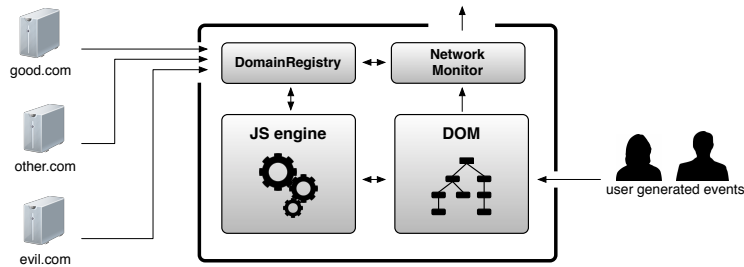 good.com
other.com
evil.com
DomainRegistry
Network
Monitor
JS engine
DOM
user generated events